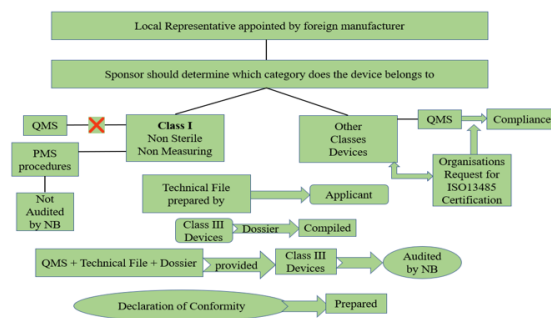 Local Representative appointed by foreign manufacturer
Sponsor should determine which category does the device belongs to
QMS
Class I
Non Sterile
Non Measuring
Other
Classes
Devices
QMS
Compliance
PMS
procedures
Organisations
Request for
ISO13485
Certification
Not
Audited
by NB
Technical File
prepared by
Applicant
Class III
Devices
Dossier
Compiled
QMS + Technical File + Dossier
provided
Class III
Devices
Audited
by NB
Declaration of Conformity
Prepared